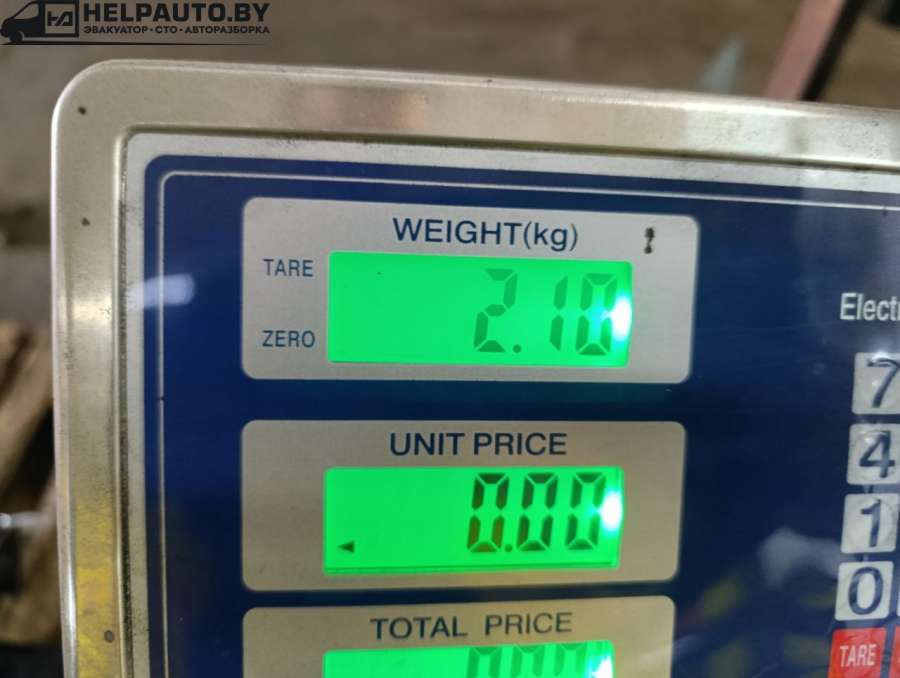 HELPAUTO.BY
ЭВАКУАТОР · СТО · АВТОРАЗБОРКА
WEIGHT(kg)
TARE
2.10
ZERO
Elect
UNIT PRICE
0.00
TOTAL PRICE
7
4
1
0
TARE